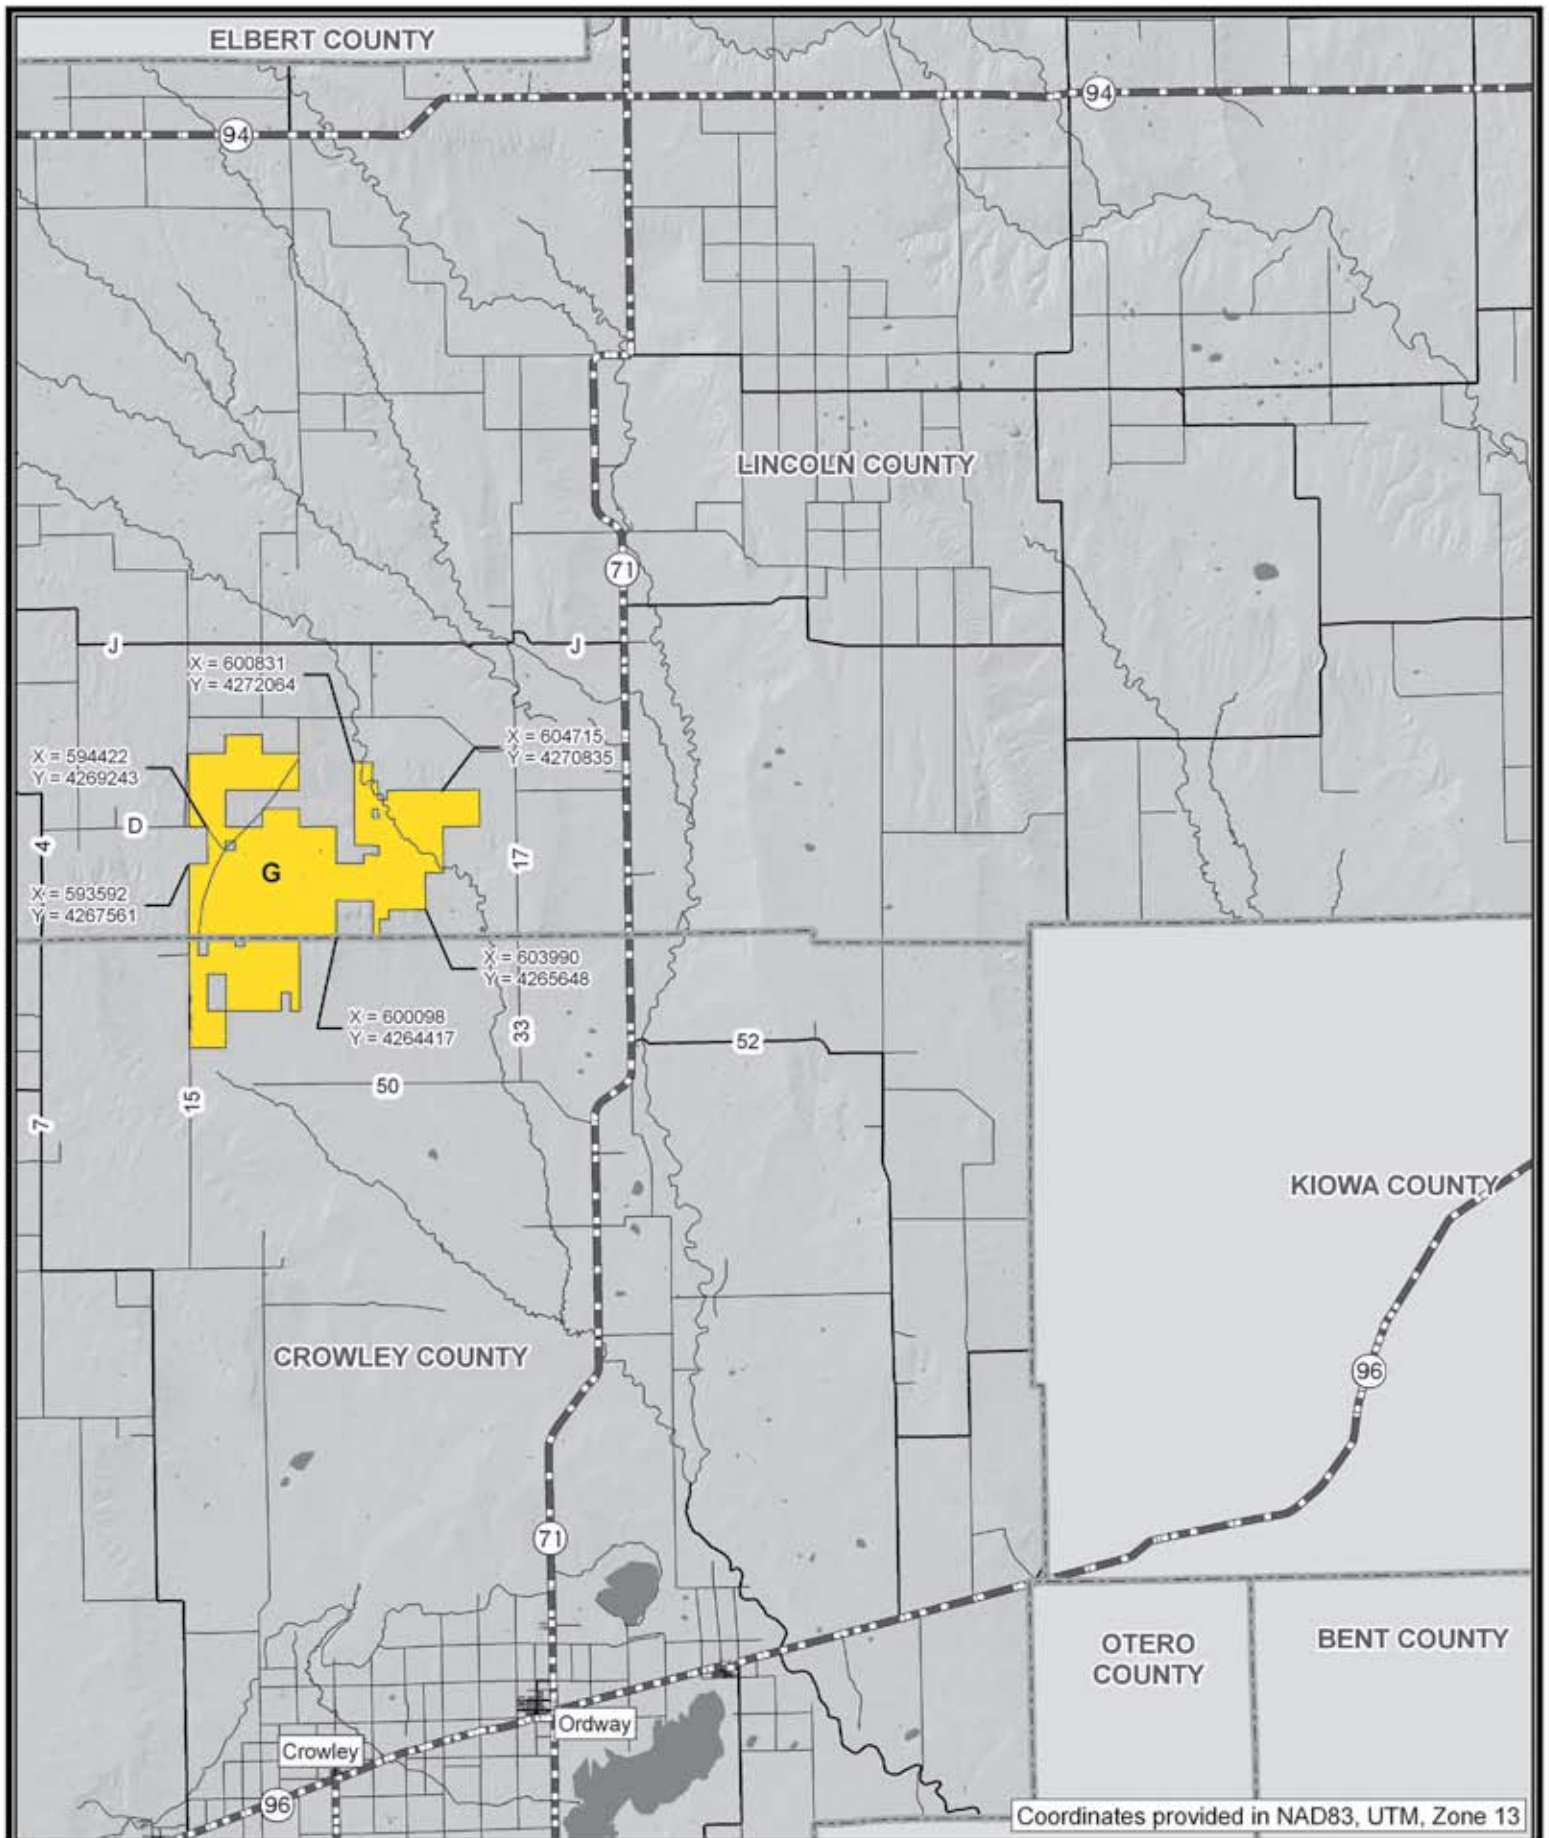 ELBERT COUNTY
94
94
LINCOLN COUNTY
71
J
J
X = 600831
Y = 4272064
X = 604715
Y = 4270835
X = 594422
Y = 4269243
D
4
17
G
X = 593592
Y = 4267561
X = 603990
Y = 4265648
X = 600098
Y = 4264417
33
52
50
15
7
KIOWA COUNTY
CROWLEY COUNTY
96
71
OTERO
COUNTY
BENT COUNTY
Ordway
Crowley
96
Coordinates provided in NAD83, UTM, Zone 13